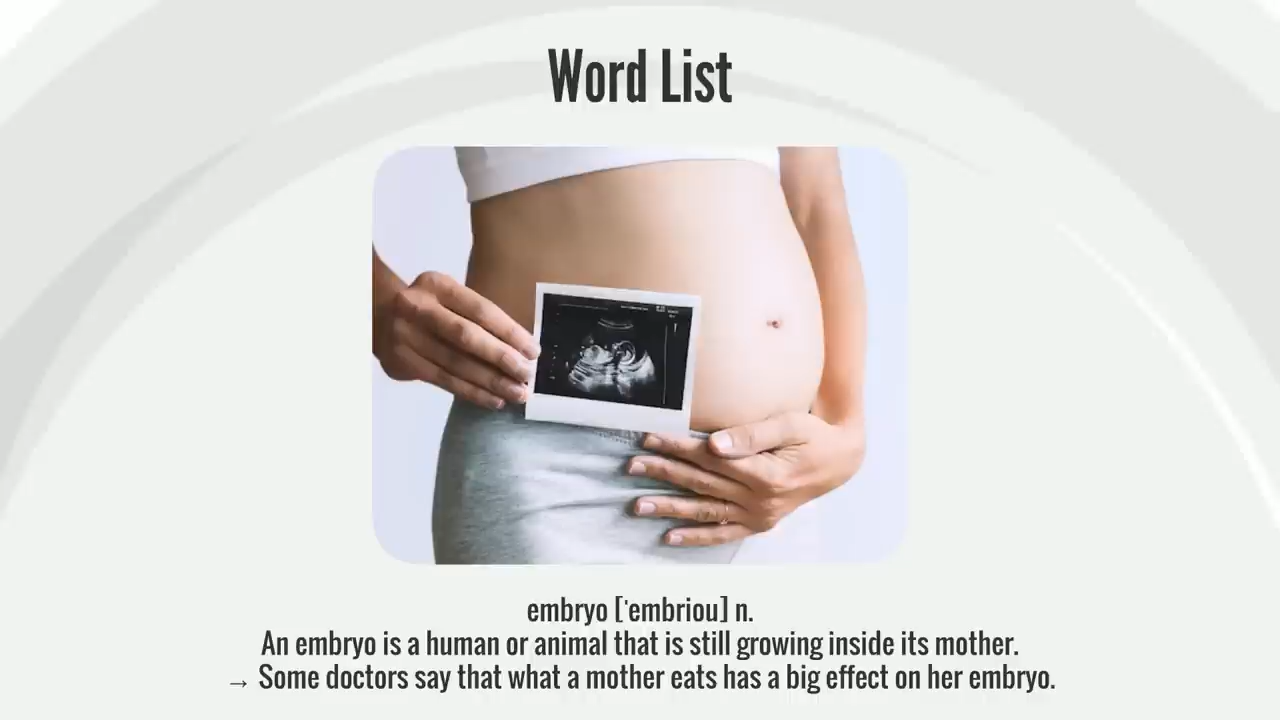 Word List
embryo [ˈembriou] n.
An embryo is a human or animal that is still growing inside its mother.
→ Some doctors say that what a mother eats has a big effect on her embryo.